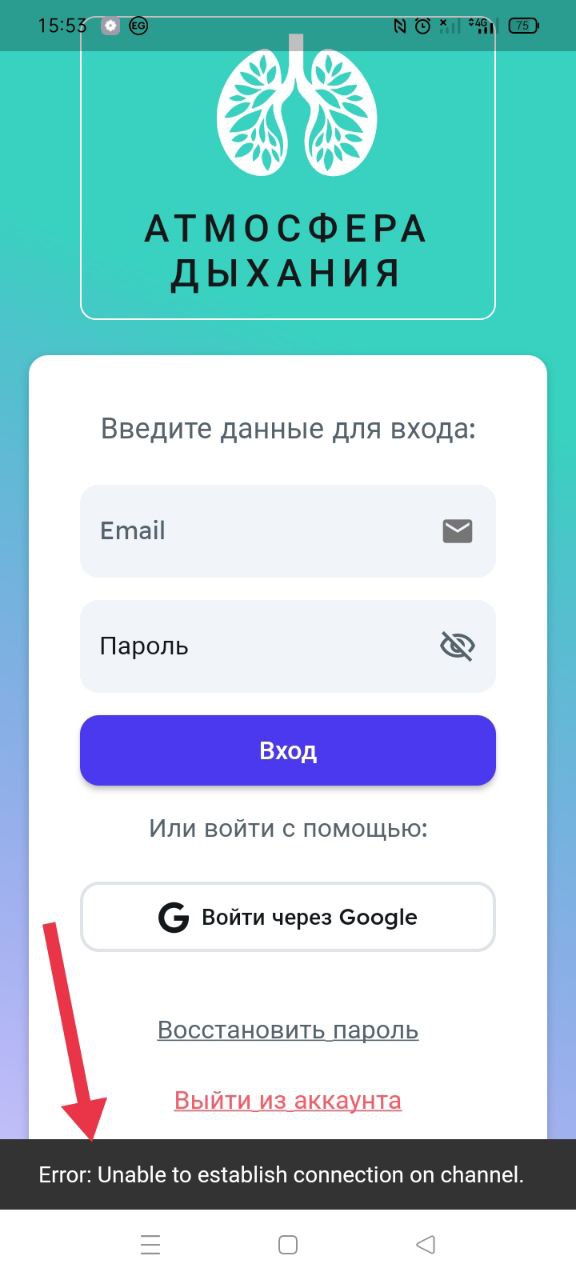 15:53 EG 4G 75
АТМОСФЕРА
ДЫХАНИЯ
Введите данные для входа:
Email
Пароль
Вход
Или войти с помощью:
G Войти через Google
Восстановить пароль
Выйти из аккаунта
Error: Unable to establish connection on channel.